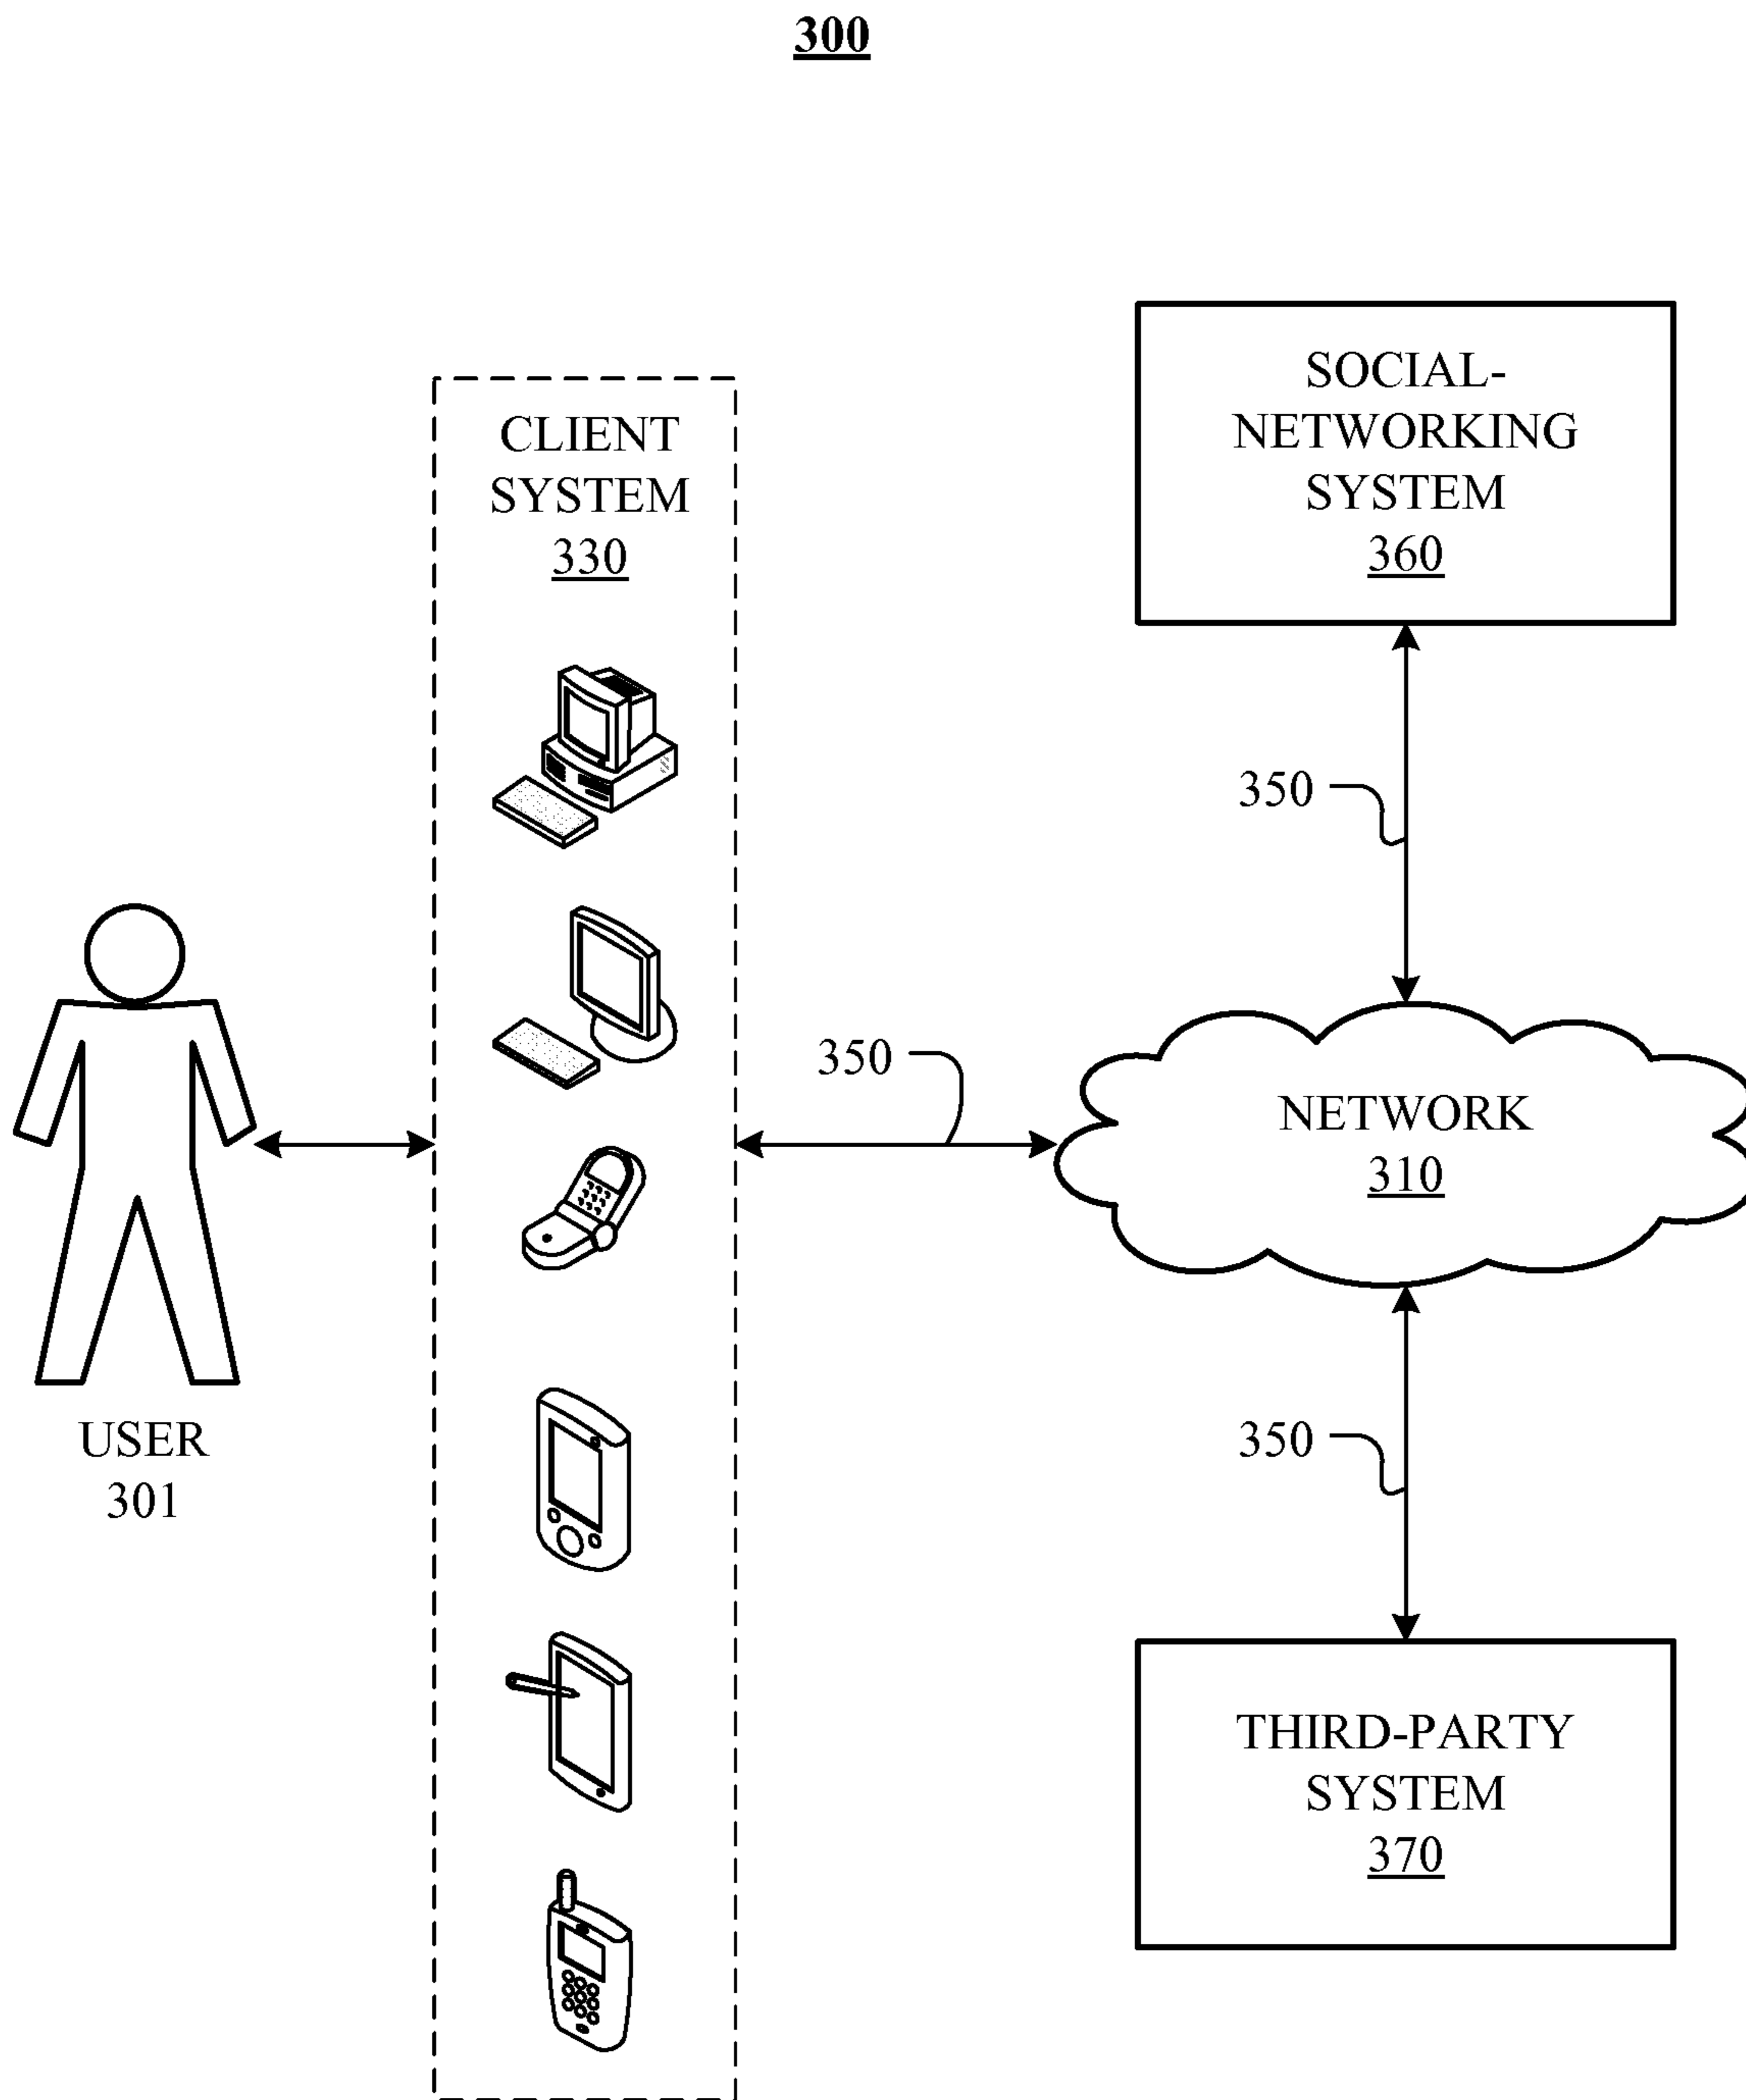 300
SOCIAL-
NETWORKING
SYSTEM
360
CLIENT
SYSTEM
330
350
350
NETWORK
310
USER
301
350
THIRD-PARTY
SYSTEM
370